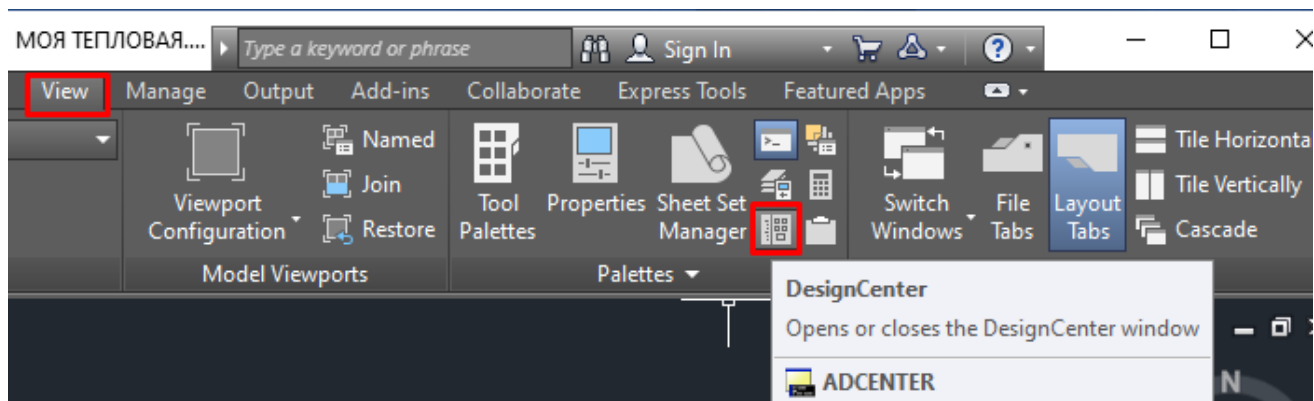 МОЯ ТЕПЛОВАЯ.... Type a keyword or phrase Sign In ?
View Manage Output Add-ins Collaborate Express Tools Featured Apps
Named
Join
Restore
Viewport
Configuration
Model Viewports
Tool
Palettes
Properties
Sheet Set
Manager
Palettes
Switch
Windows
File
Tabs
Layout
Tabs
Tile Horizonta
Tile Vertically
Cascade
DesignCenter
Opens or closes the DesignCenter window
ADCENTER
N